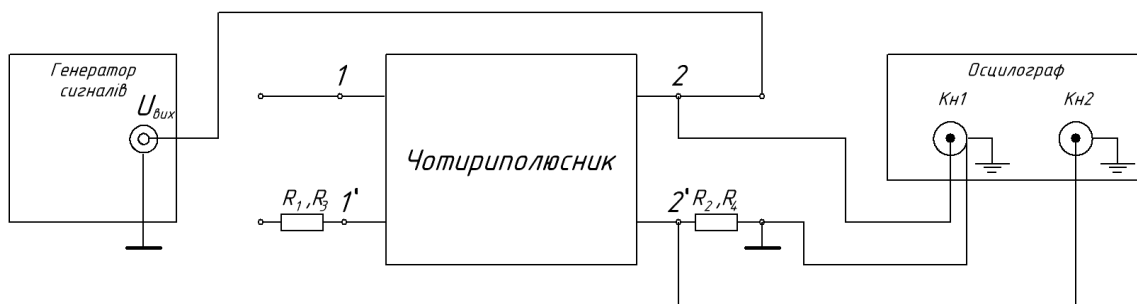 Генератор
сигналів
Uвих
1
1'
R1,R3
Чотириполюсник
2
2'
R2,R4
Осцилограф
Кн1
Кн2